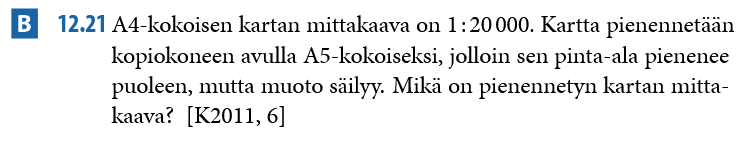 B 12.21 A4-kokoisen kartan mittakaava on 1:20 000. Kartta pienennetään
kopiokoneen avulla A5-kokoiseksi, jolloin sen pinta-ala pienenee
puoleen, mutta muoto säilyy. Mikä on pienennetyn kartan mitta-
kaava? [K2011, 6]